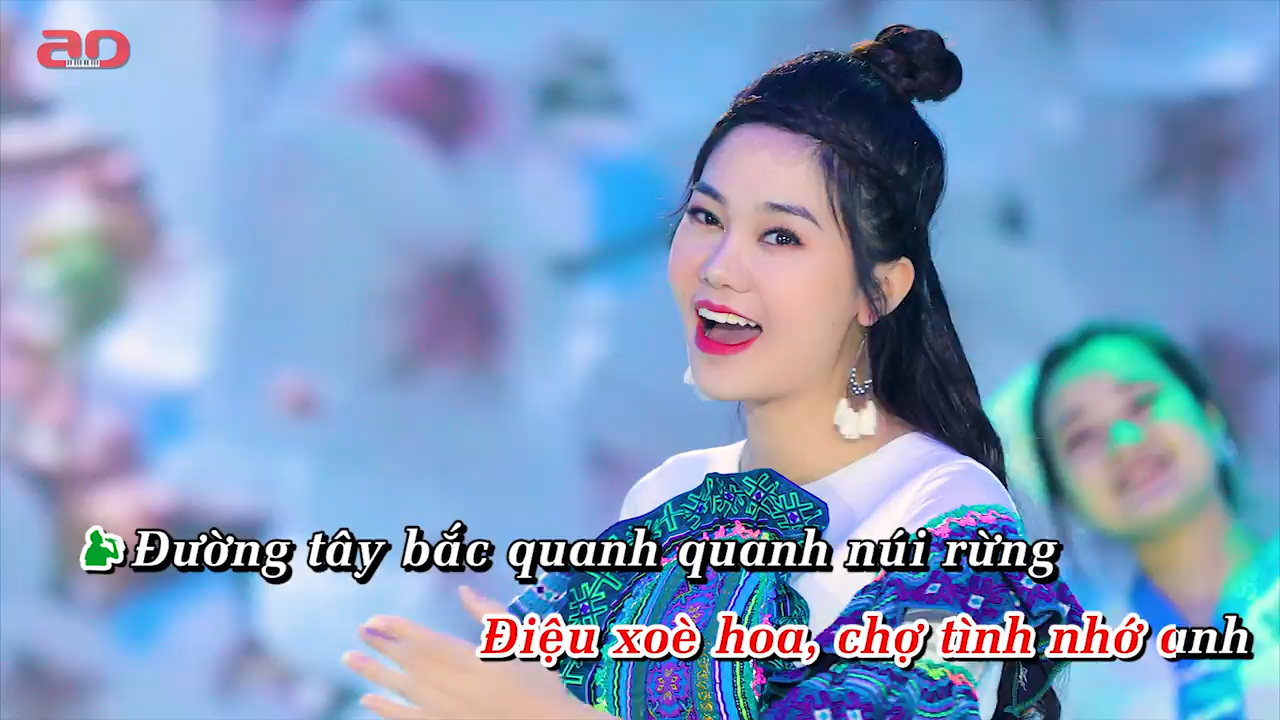 Đường tây bắc quanh quanh núi rừng
Điệu xoè hoa, chợ tình nhớ anh